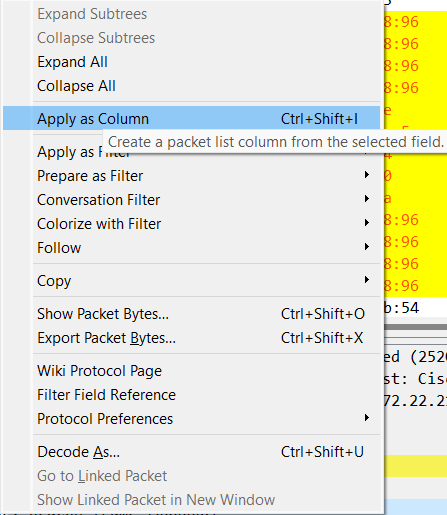 Expand Subtrees
Collapse Subtrees
8:96
Expand All
8:96
Collapse All
8:96
Apply as Column Ctrl+Shift+I
Create a packet list column from the selected field.
Apply as Filter
Prepare as Filter
0
Conversation Filter
a
Colorize with Filter
8:96
Follow
8:96
8:96
Copy
8:96
Show Packet Bytes... Ctrl+Shift+O
b:54
Export Packet Bytes... Ctrl+Shift+X
ed (252
Wiki Protocol Page
st: Cisc
Filter Field Reference
72.22.2
Protocol Preferences
Decode As... Ctrl+Shift+U
Go to Linked Packet
Show Linked Packet in New Window